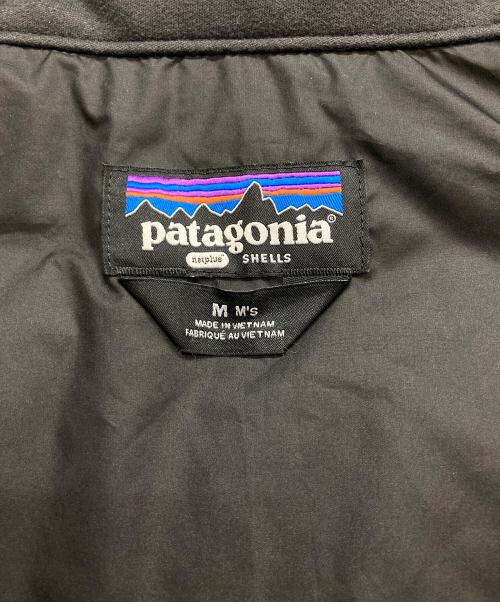 patagonia®
netplus® SHELLS
M M's
MADE IN VIETNAM
FABRIQUÉ AU VIETNAM